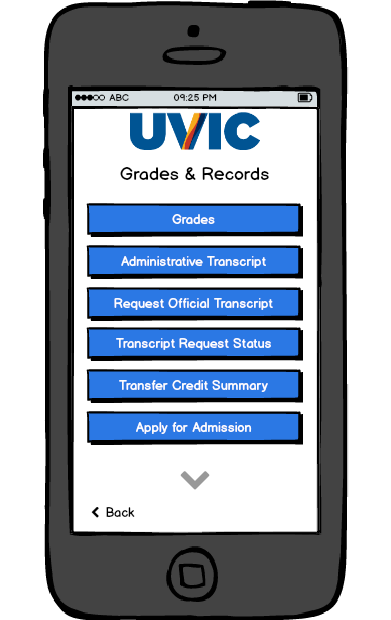 ABC 09:25 PM
UVIC
Grades & Records
Grades
Administrative Transcript
Request Official Transcript
Transcript Request Status
Transfer Credit Summary
Apply for Admission
Back